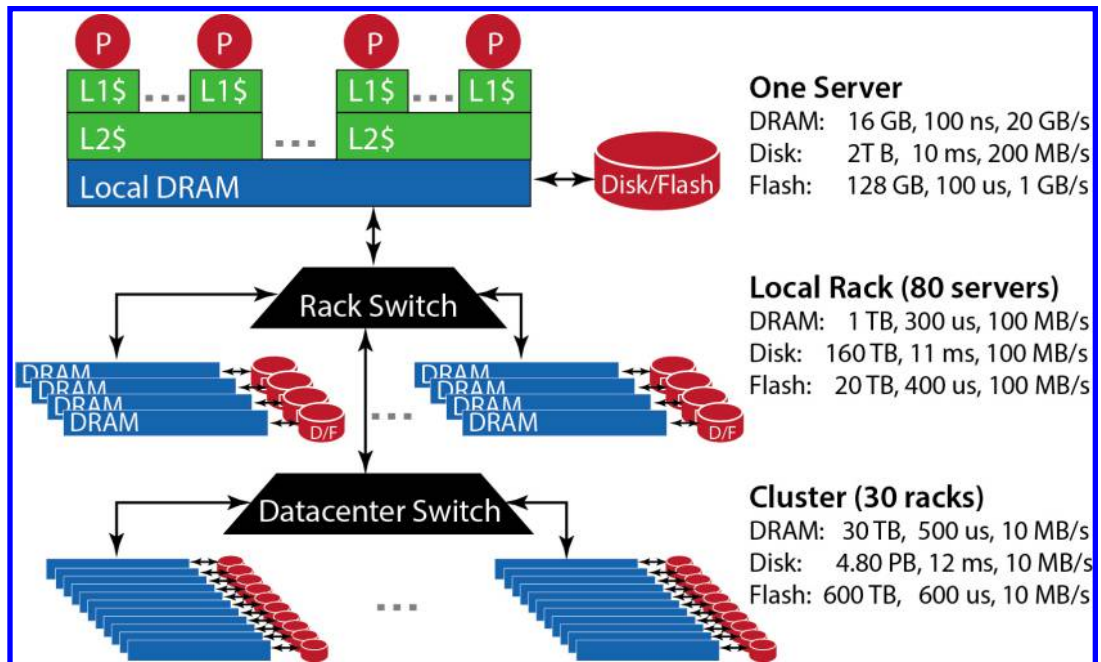 P P P P
L1$ L1$ L1$ L1$
L2$ L2$
Local DRAM
Disk/Flash
One Server
DRAM: 16 GB, 100 ns, 20 GB/s
Disk: 2T B, 10 ms, 200 MB/s
Flash: 128 GB, 100 us, 1 GB/s
Rack Switch
Local Rack (80 servers)
DRAM: 1 TB, 300 us, 100 MB/s
Disk: 160 TB, 11 ms, 100 MB/s
Flash: 20 TB, 400 us, 100 MB/s
DRAM
DRAM
DRAM
DRAM
D/F
DRAM
DRAM
DRAM
DRAM
D/F
Datacenter Switch
Cluster (30 racks)
DRAM: 30 TB, 500 us, 10 MB/s
Disk: 4.80 PB, 12 ms, 10 MB/s
Flash: 600 TB, 600 us, 10 MB/s